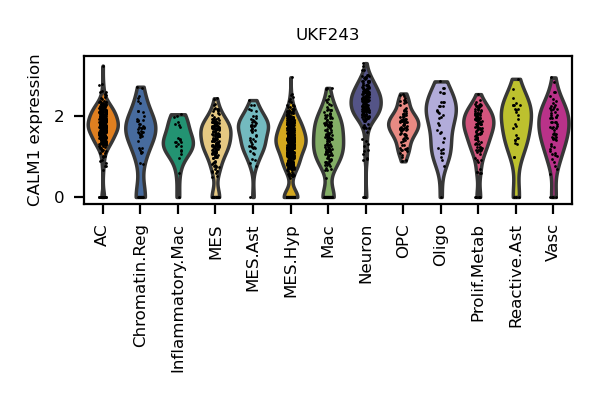 UKF243
CALM1 expression
2
0
AC
Chromatin.Reg
Inflammatory.Mac
MES
MES.Ast
MES.Hyp
Mac
Neuron
OPC
Oligo
Prolif.Metab
Reactive.Ast
Vasc